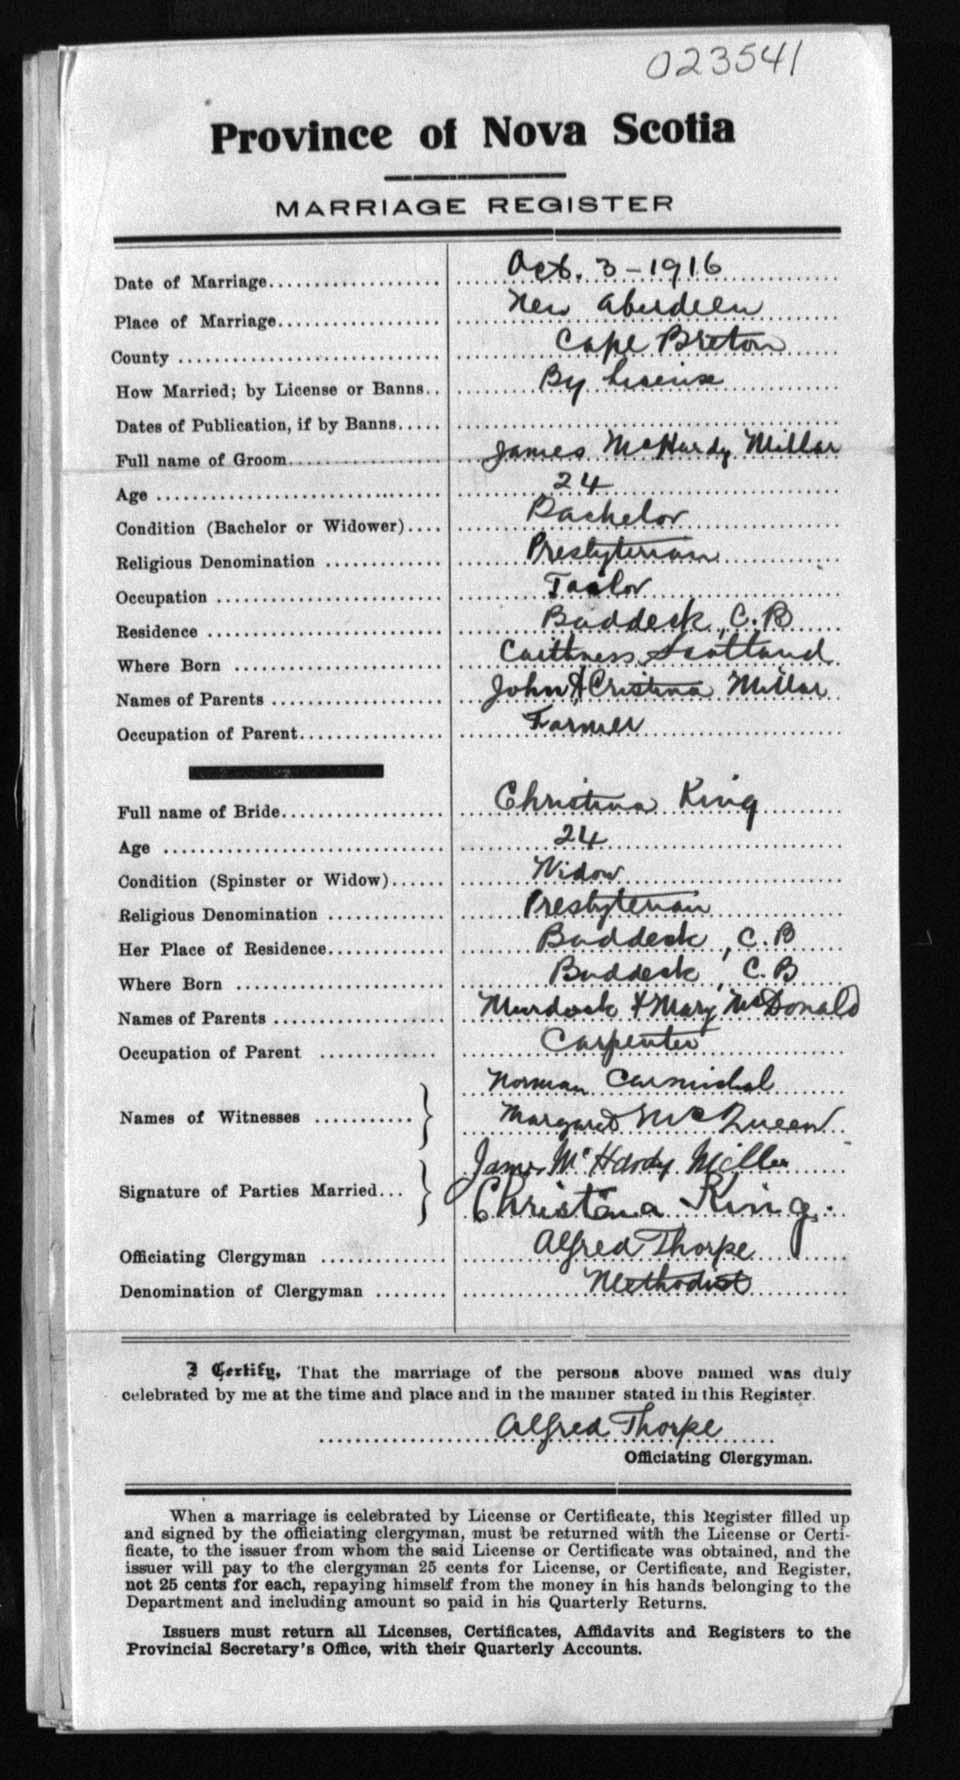 023541
Province of Nova Scotia
MARRIAGE REGISTER
Date of Marriage.................... Oct. 3 - 1916
Place of Marriage.................. New Aberdeen
County ............................. Cape Breton
How Married; by License or Banns.. By license
Dates of Publication, if by Banns.....
Full name of Groom................. James McHardy Millar
Age ............................... 24
Condition (Bachelor or Widower).... Bachelor
Religious Denomination ............. Presbyterian
Occupation ......................... Tailor
Residence .......................... Baddeck, C.B
Where Born ....................... Caithness Scotland
Names of Parents ................... John & Cristina Millar
Occupation of Parent................ Farmer
Full name of Bride.................. Christina King
Age ............................... 24
Condition (Spinster or Widow)...... Widow
Religious Denomination ............. Presbyterian
Her Place of Residence............. Baddeck, C.B
Where Born ....................... Baddeck, C.B
Names of Parents ................... Murdock & Mary McDonald
Occupation of Parent ............. Carpenter
Norman Carmichal
Names of Witnesses ........... }
Margaret McQueen
James McHardy Miller
Signature of Parties Married... }
Christina King.
Officiating Clergyman .............. Alfred Thorpe
Denomination of Clergyman ........ Methodist
I Certify, That the marriage of the persons above named was duly
celebrated by me at the time and place and in the manner stated in this Register.
Alfred Thorpe
Officiating Clergyman.
When a marriage is celebrated by License or Certificate, this Register filled up
and signed by the officiating clergyman, must be returned with the License or Certi-
ficate, to the issuer from whom the said License or Certificate was obtained, and the
issuer will pay to the clergyman 25 cents for License, or Certificate, and Register,
not 25 cents for each, repaying himself from the money in his hands belonging to the
Department and including amount so paid in his Quarterly Returns.
Issuers must return all Licenses, Certificates, Affidavits and Registers to the
Provincial Secretary's Office, with their Quarterly Accounts.